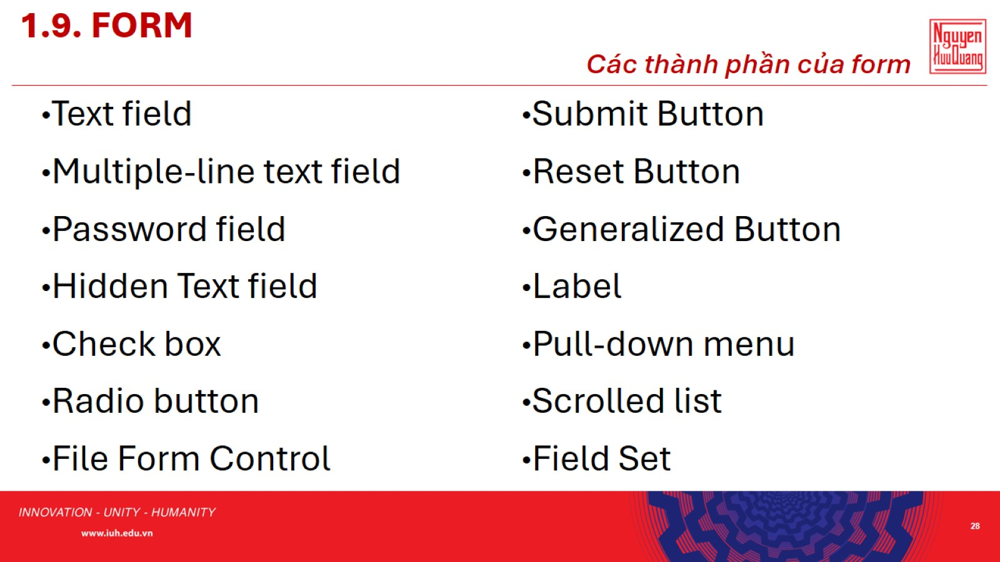 1.9. FORM
Nguyen
HuuQuang
Các thành phần của form
•Text field
•Multiple-line text field
•Password field
•Hidden Text field
•Check box
•Radio button
•File Form Control
•Submit Button
•Reset Button
•Generalized Button
•Label
•Pull-down menu
•Scrolled list
•Field Set
INNOVATION - UNITY - HUMANITY
www.iuh.edu.vn
28